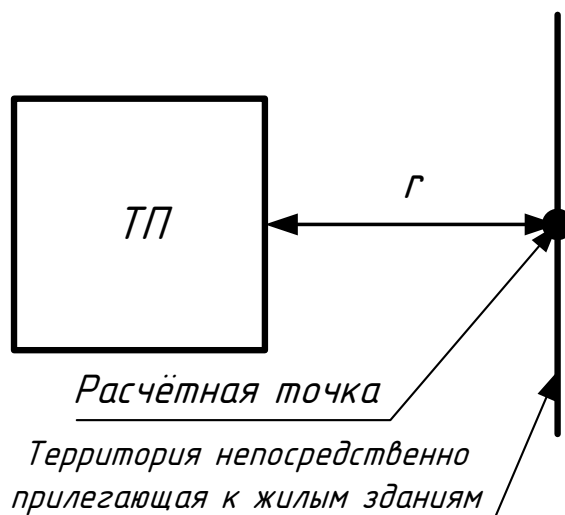 r
ТП
Расчётная точка
Территория непосредственно
прилегающая к жилым зданиям